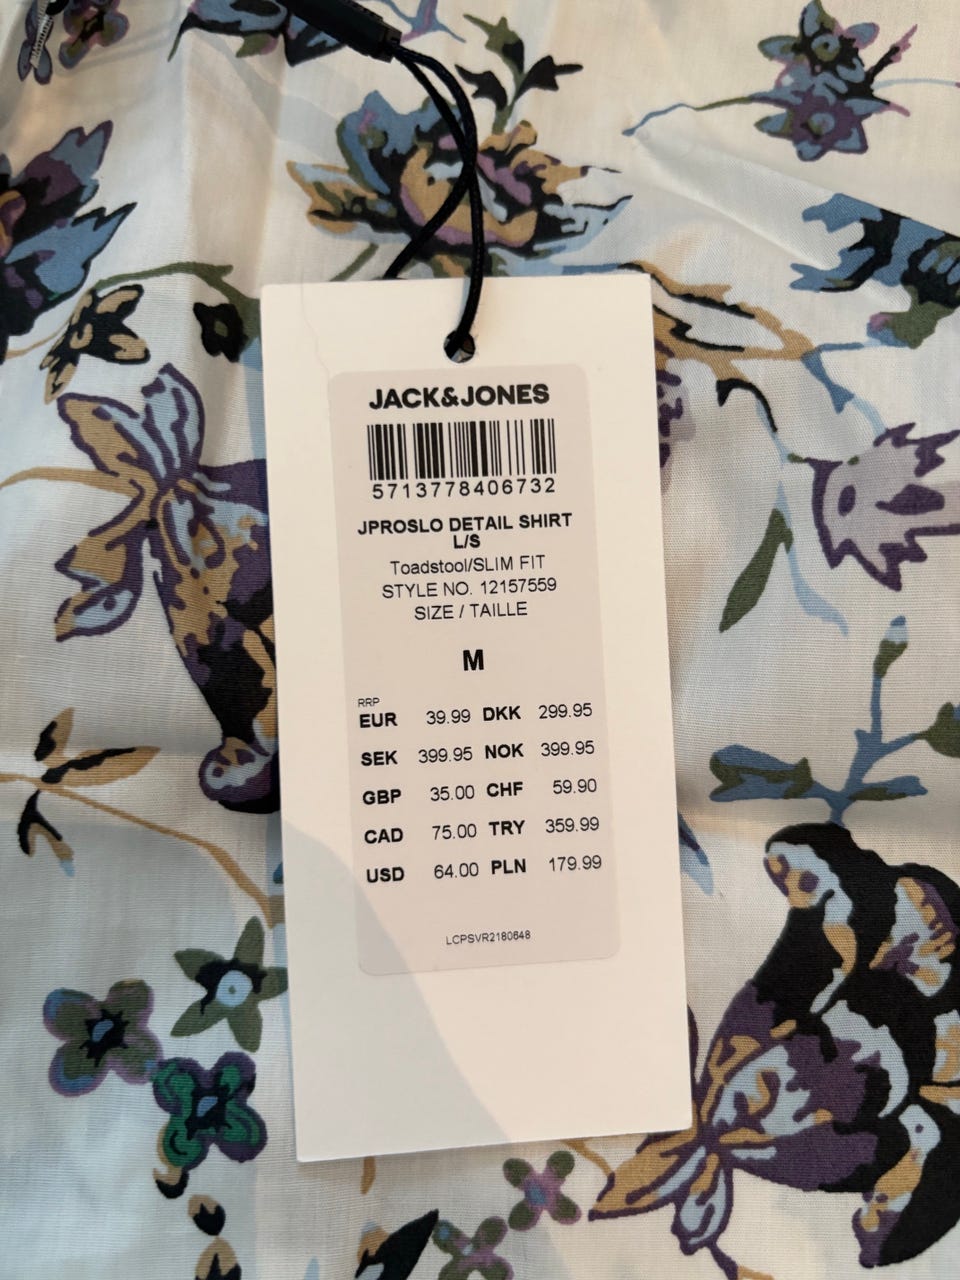 JACK&JONES
5713778406732
JPROSLO DETAIL SHIRT
L/S
Toadstool/SLIM FIT
STYLE NO. 12157559
SIZE / TAILLE
M
RRP
EUR 39.99 DKK 299.95
SEK 399.95 NOK 399.95
GBP 35.00 CHF 59.90
CAD 75.00 TRY 359.99
USD 64.00 PLN 179.99
LCPSVR2180648